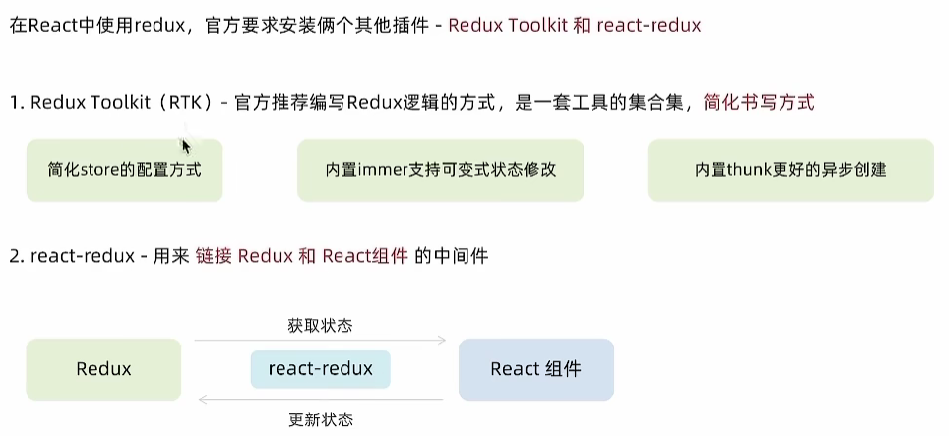 在React中使用redux，官方要求安装俩个其他插件 - Redux Toolkit 和 react-redux
1. Redux Toolkit（RTK）- 官方推荐编写Redux逻辑的方式，是一套工具的集合集，简化书写方式
简化store的配置方式
内置immer支持可变式状态修改
内置thunk更好的异步创建
2. react-redux - 用来 链接 Redux 和 React组件 的中间件
获取状态
Redux
react-redux
React 组件
更新状态